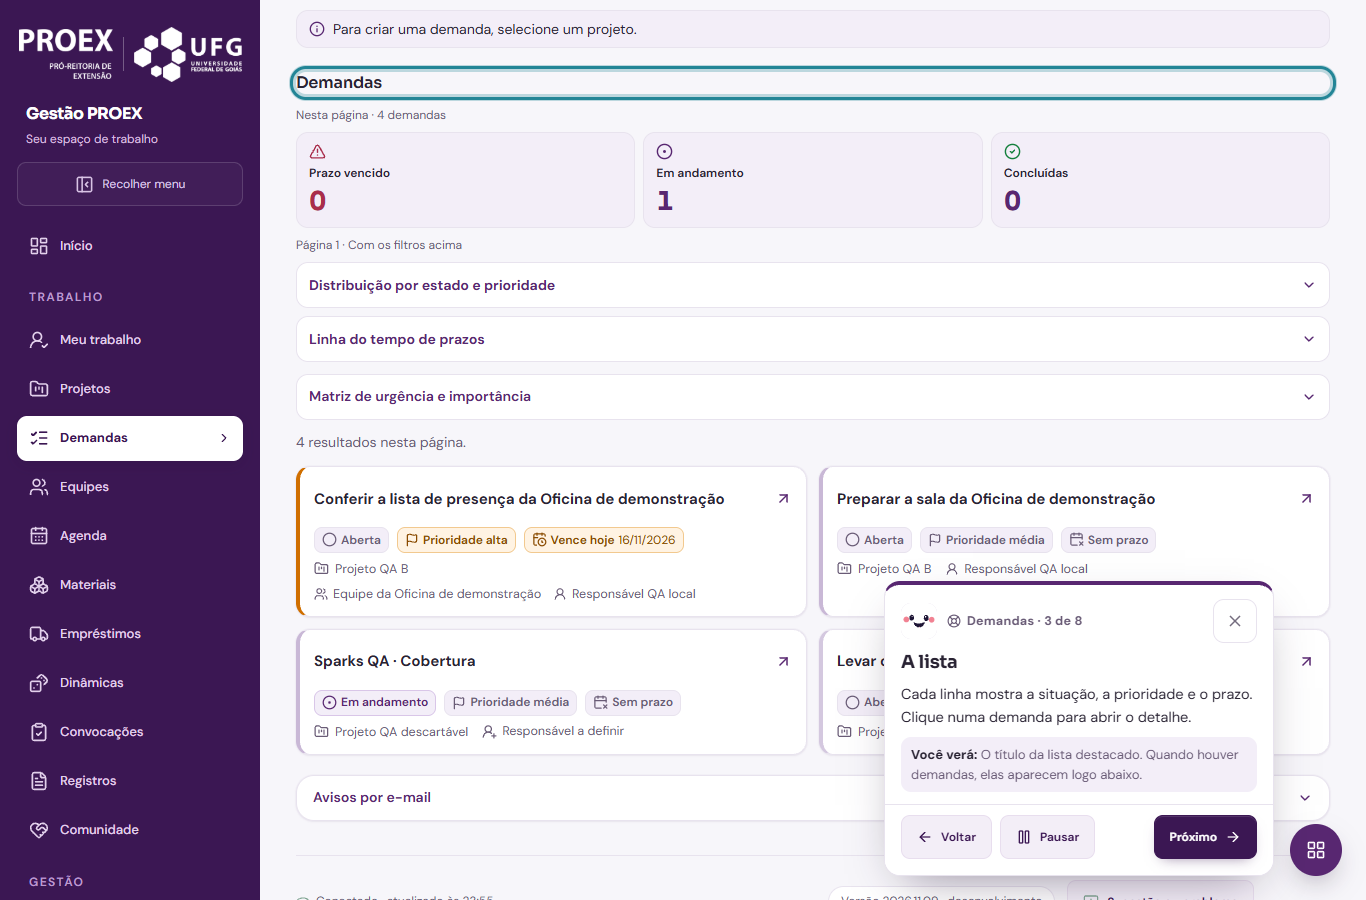 PROEX
PRÓ-REITORIA DE
EXTENSÃO
UFG
UNIVERSIDADE
FEDERAL DE GOIÁS
Gestão PROEX
Seu espaço de trabalho
Recolher menu
Início
TRABALHO
Meu trabalho
Projetos
Demandas
Equipes
Agenda
Materiais
Empréstimos
Dinâmicas
Convocações
Registros
Comunidade
GESTÃO
Para criar uma demanda, selecione um projeto.
Demandas
Nesta página · 4 demandas
Prazo vencido
0
Em andamento
1
Concluídas
0
Página 1 · Com os filtros acima
Distribuição por estado e prioridade
Linha do tempo de prazos
Matriz de urgência e importância
4 resultados nesta página.
Conferir a lista de presença da Oficina de demonstração
Aberta Prioridade alta Vence hoje 16/11/2026
Projeto QA B
Equipe da Oficina de demonstração Responsável QA local
Preparar a sala da Oficina de demonstração
Aberta Prioridade média Sem prazo
Projeto QA B Responsável QA local
Sparks QA · Cobertura
Em andamento Prioridade média Sem prazo
Projeto QA descartável Responsável a definir
Levar
Avisos por e-mail
Demandas · 3 de 8
A lista
Cada linha mostra a situação, a prioridade e o prazo.
Clique numa demanda para abrir o detalhe.
Você verá: O título da lista destacado. Quando houver
demandas, elas aparecem logo abaixo.
Voltar
Pausar
Próximo